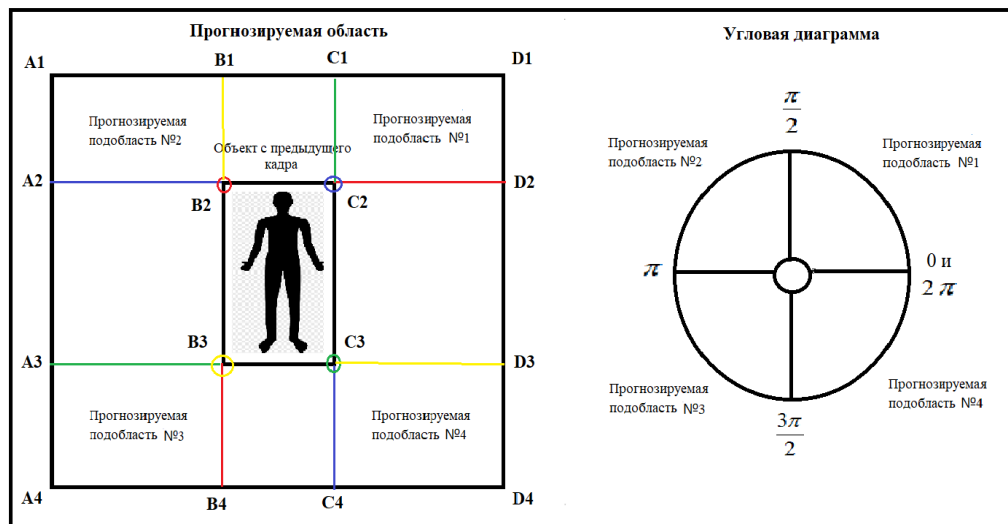 Прогнозируемая область
A1
B1
C1
D1
Прогнозируемая
подобласть №2
Прогнозируемая
подобласть №1
Объект с предыдущего
кадра
A2
B2
C2
D2
A3
B3
C3
D3
Прогнозируемая
подобласть №3
Прогнозируемая
подобласть №4
A4
B4
C4
D4
Угловая диаграмма
π/2
Прогнозируемая
подобласть №2
Прогнозируемая
подобласть №1
π
0 и
2π
Прогнозируемая
подобласть №3
Прогнозируемая
подобласть №4
3π/2